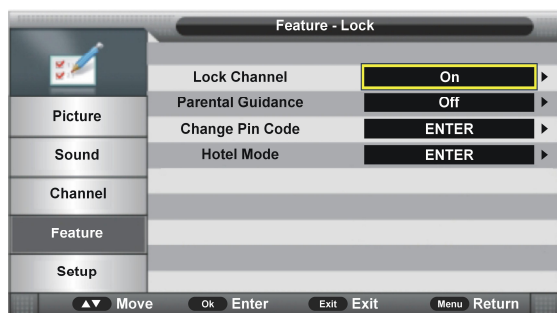 Feature - Lock
Lock Channel On
Parental Guidance Off
Change Pin Code ENTER
Hotel Mode ENTER
Picture
Sound
Channel
Feature
Setup
▲▼ Move Ok Enter Exit Exit Menu Return